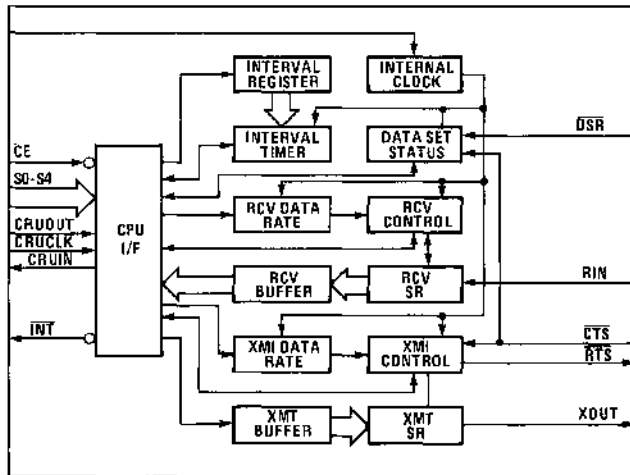 INTERVAL
REGISTER
INTERNAL
CLOCK
INTERVAL
TIMER
DATA SET
STATUS
DSR
CE
S0-S4
CPU
I/F
CRUOUT
CRUCLK
CRUIN
RCV DATA
RATE
RCV
CONTROL
RCV
BUFFER
RCV
SR
RIN
INT
XMI DATA
RATE
XMI
CONTROL
CTS
RTS
XMT
BUFFER
XMT
SR
XOUT